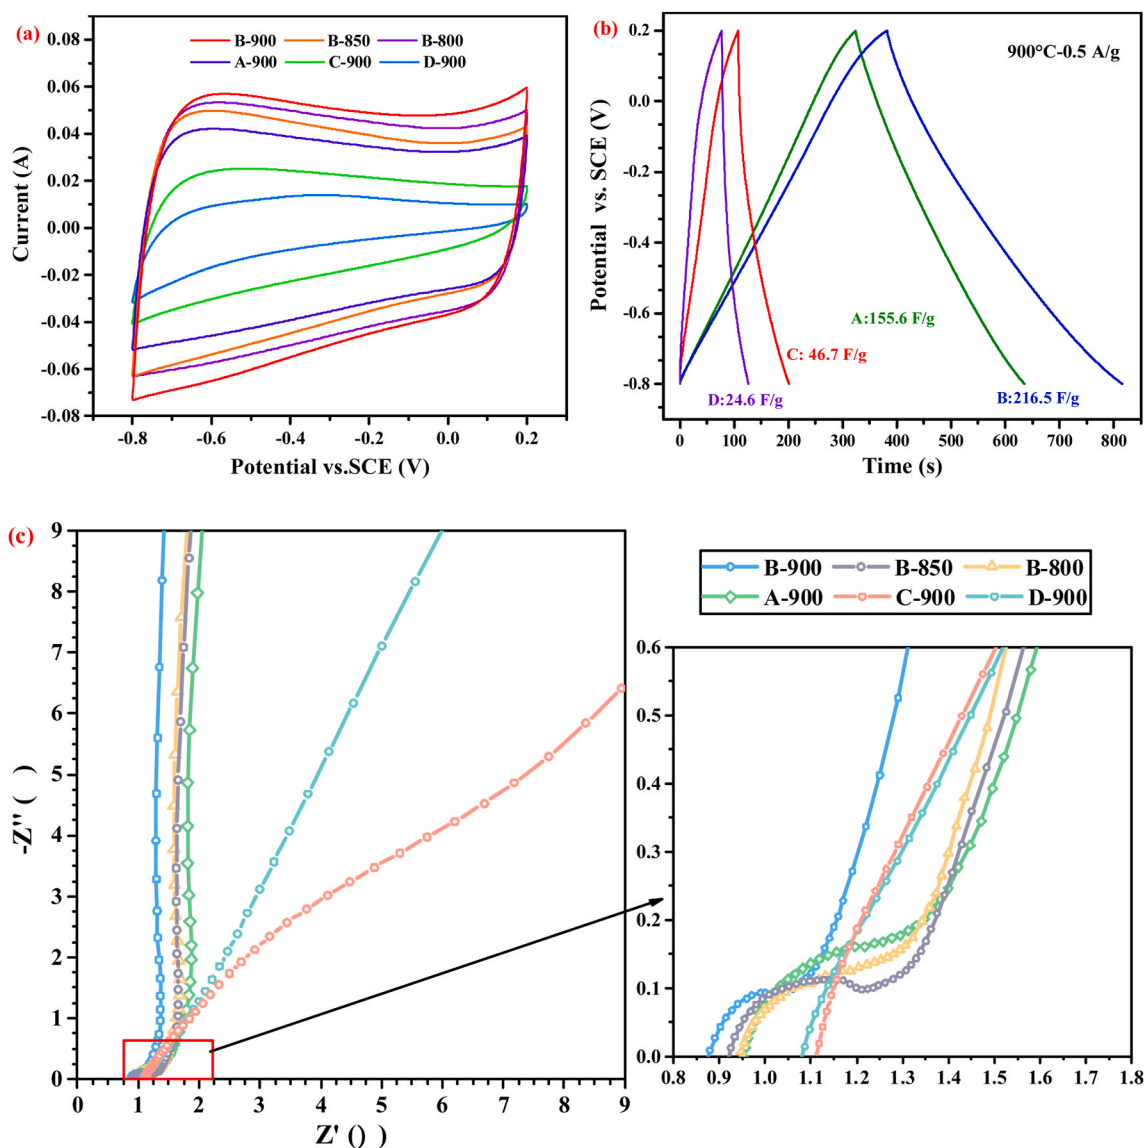 (a)
B-900 B-850 B-800
A-900 C-900 D-900
0.08
0.06
0.04
0.02
0.00
-0.02
-0.04
-0.06
-0.08
Current (A)
-0.8 -0.6 -0.4 -0.2 0.0 0.2
Potential vs.SCE (V)
(b)
900°C-0.5 A/g
0.2
0.0
-0.2
-0.4
-0.6
-0.8
Potential vs. SCE (V)
A:155.6 F/g
C: 46.7 F/g
D:24.6 F/g
B:216.5 F/g
0 100 200 300 400 500 600 700 800
Time (s)
(c)
9
8
7
6
5
4
3
2
1
0
-Z'' ( )
1 2 3 4 5 6 7 8 9
Z' () )
B-900 B-850 B-800
A-900 C-900 D-900
0.6
0.5
0.4
0.3
0.2
0.1
0.0
0.8 0.9 1.0 1.1 1.2 1.3 1.4 1.5 1.6 1.7 1.8